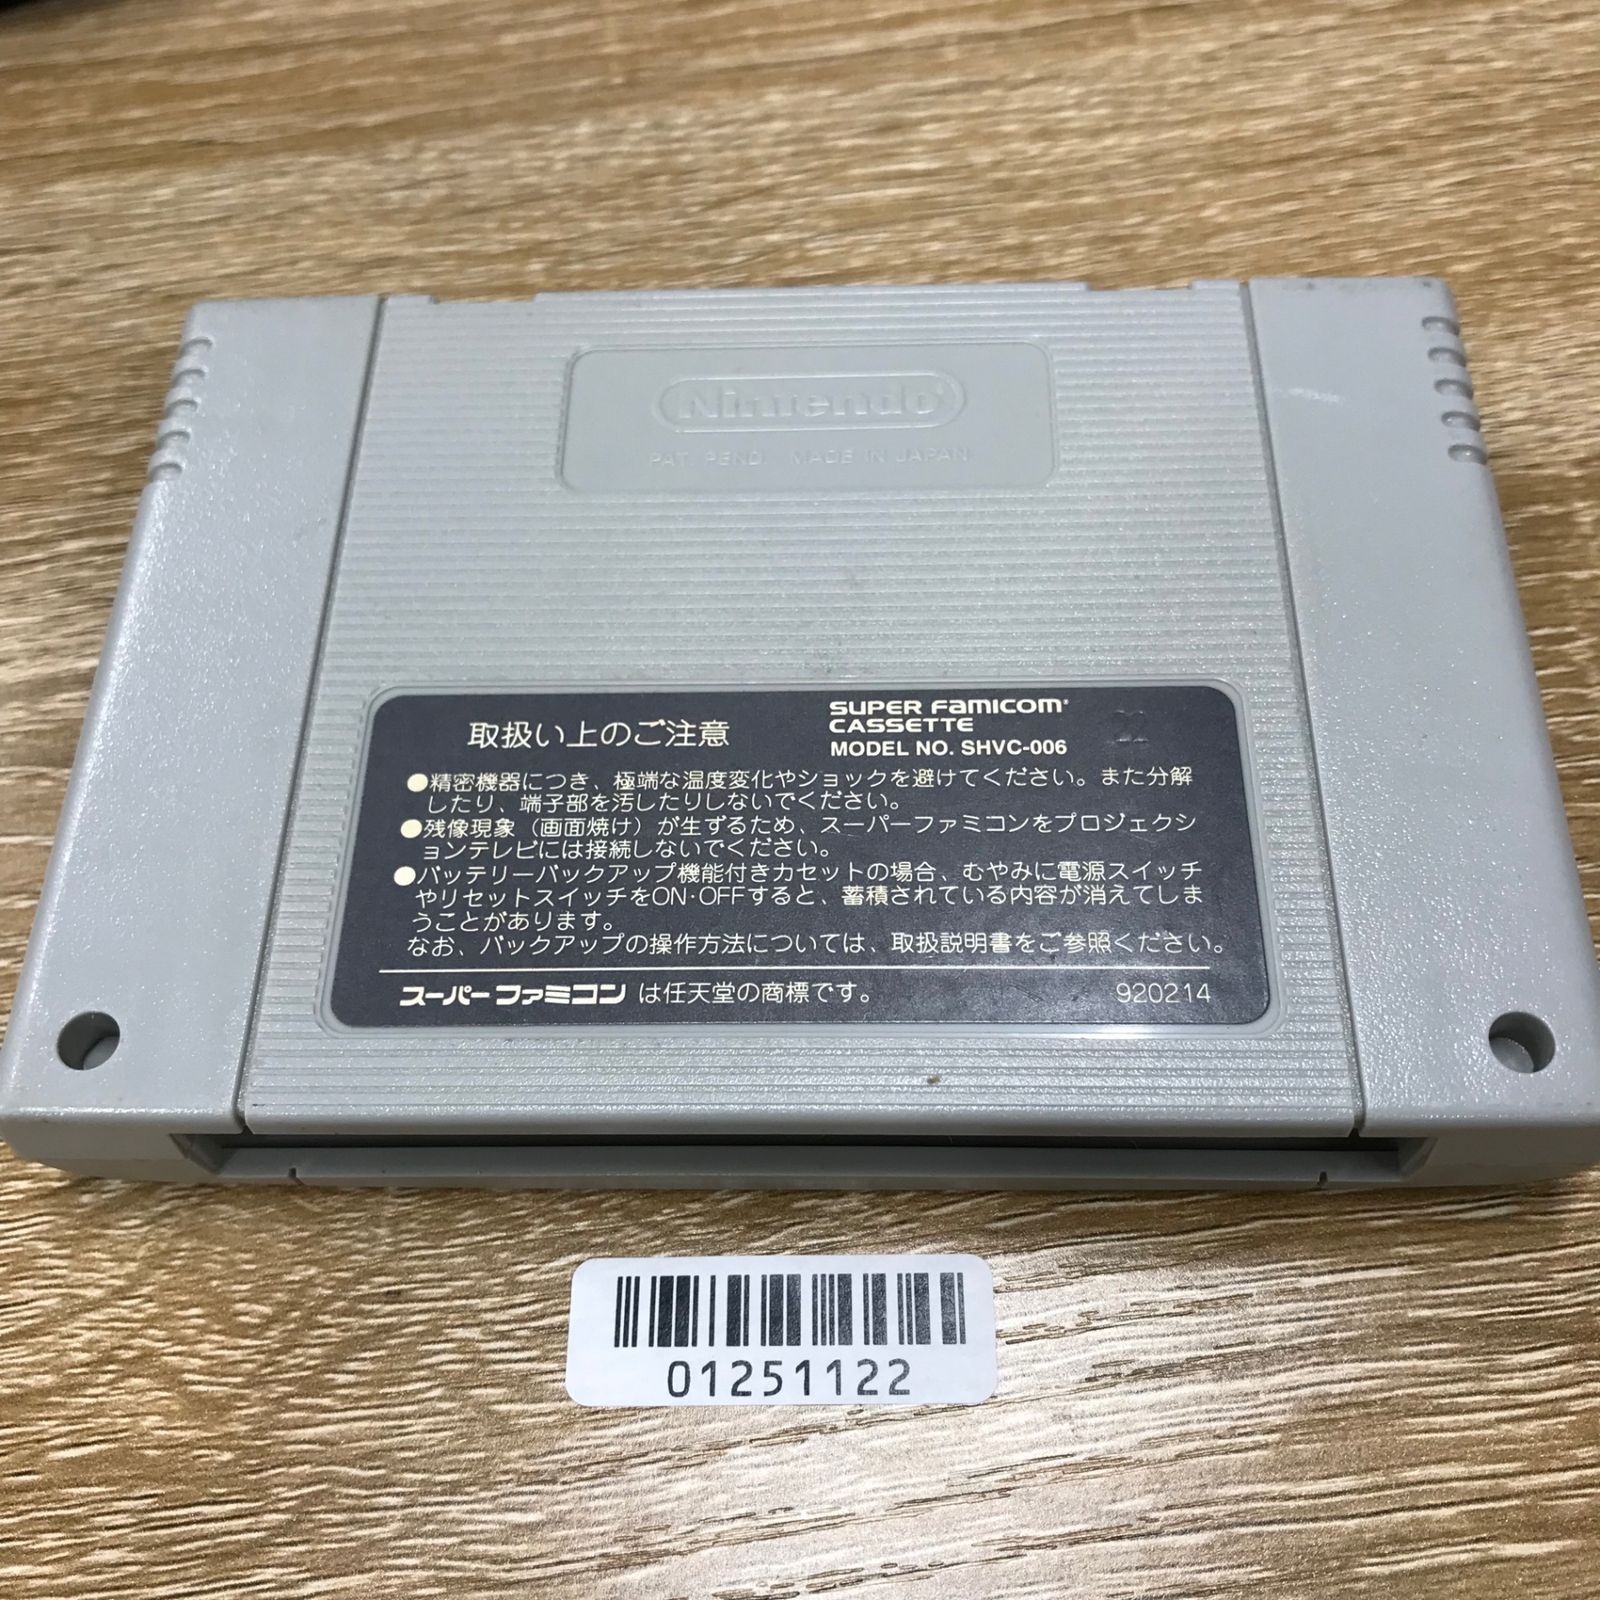 Nintendo
PAT. PEND. MADE IN JAPAN
取扱い上のご注意
SUPER FAMICOM
CASSETTE
MODEL NO. SHVC-006
●精密機器につき、極端な温度変化やショックを避けてください。また分解
したり、端子部を汚したりしないでください。
●残像現象（画面焼け）が生ずるため、スーパーファミコンをプロジェクシ
ョンテレビには接続しないでください。
●バッテリーバックアップ機能付きカセットの場合、むやみに電源スイッチ
やリセットスイッチをON・OFFすると、蓄積されている内容が消えてしま
うことがあります。
なお、バックアップの操作方法については、取扱説明書をご参照ください。
スーパーファミコン は任天堂の商標です。
920214
01251122